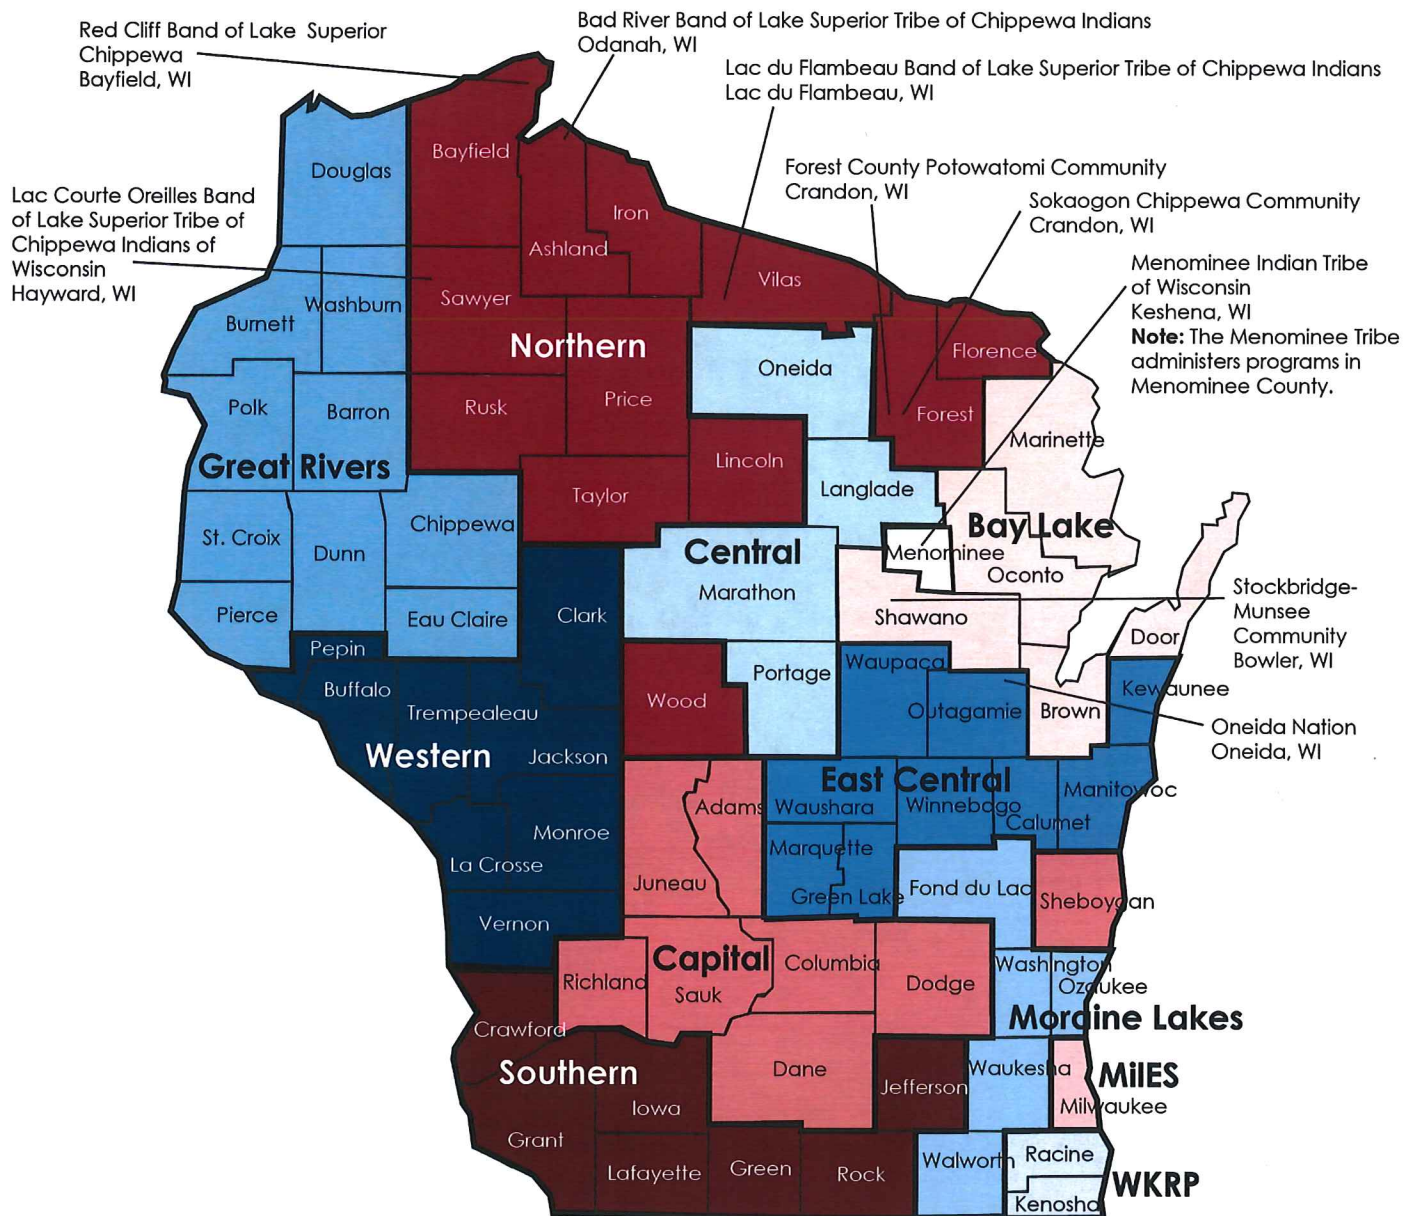 Red Cliff Band of Lake Superior
Chippewa
Bayfield, WI
Bad River Band of Lake Superior Tribe of Chippewa Indians
Odanah, WI
Lac du Flambeau Band of Lake Superior Tribe of Chippewa Indians
Lac du Flambeau, WI
Forest County Potowatomi Community
Crandon, WI
Sokaogon Chippewa Community
Crandon, WI
Lac Courte Oreilles Band
of Lake Superior Tribe of
Chippewa Indians of
Wisconsin
Hayward, WI
Menominee Indian Tribe
of Wisconsin
Keshena, WI
Note: The Menominee Tribe
administers programs in
Menominee County.
Douglas
Bayfield
Ashland
Iron
Vilas
Washburn
Burnett
Sawyer
Northern
Oneida
Florence
Polk
Barron
Rusk
Price
Forest
Marinette
Great Rivers
Lincoln
Taylor
Langlade
Chippewa
St. Croix
Dunn
Central
Menominee
Bay Lake
Oconto
Marathon
Pierce
Eau Claire
Clark
Shawano
Door
Stockbridge-
Munsee
Community
Bowler, WI
Pepin
Buffalo
Trempealeau
Wood
Portage
Waupaca
Outagamie
Brown
Kewaunee
Oneida Nation
Oneida, WI
Western
Jackson
Adams
East Central
Waushara
Winnebago
Calumet
Manitowoc
Monroe
La Crosse
Juneau
Marquette
Green Lake
Fond du Lac
Sheboygan
Vernon
Richland
Capital
Sauk
Columbia
Dodge
Washington
Ozaukee
Moraine Lakes
Crawford
Southern
Iowa
Dane
Jefferson
Waukesha
MilES
Milwaukee
Grant
Lafayette
Green
Rock
Walworth
Racine
WKRP
Kenosha